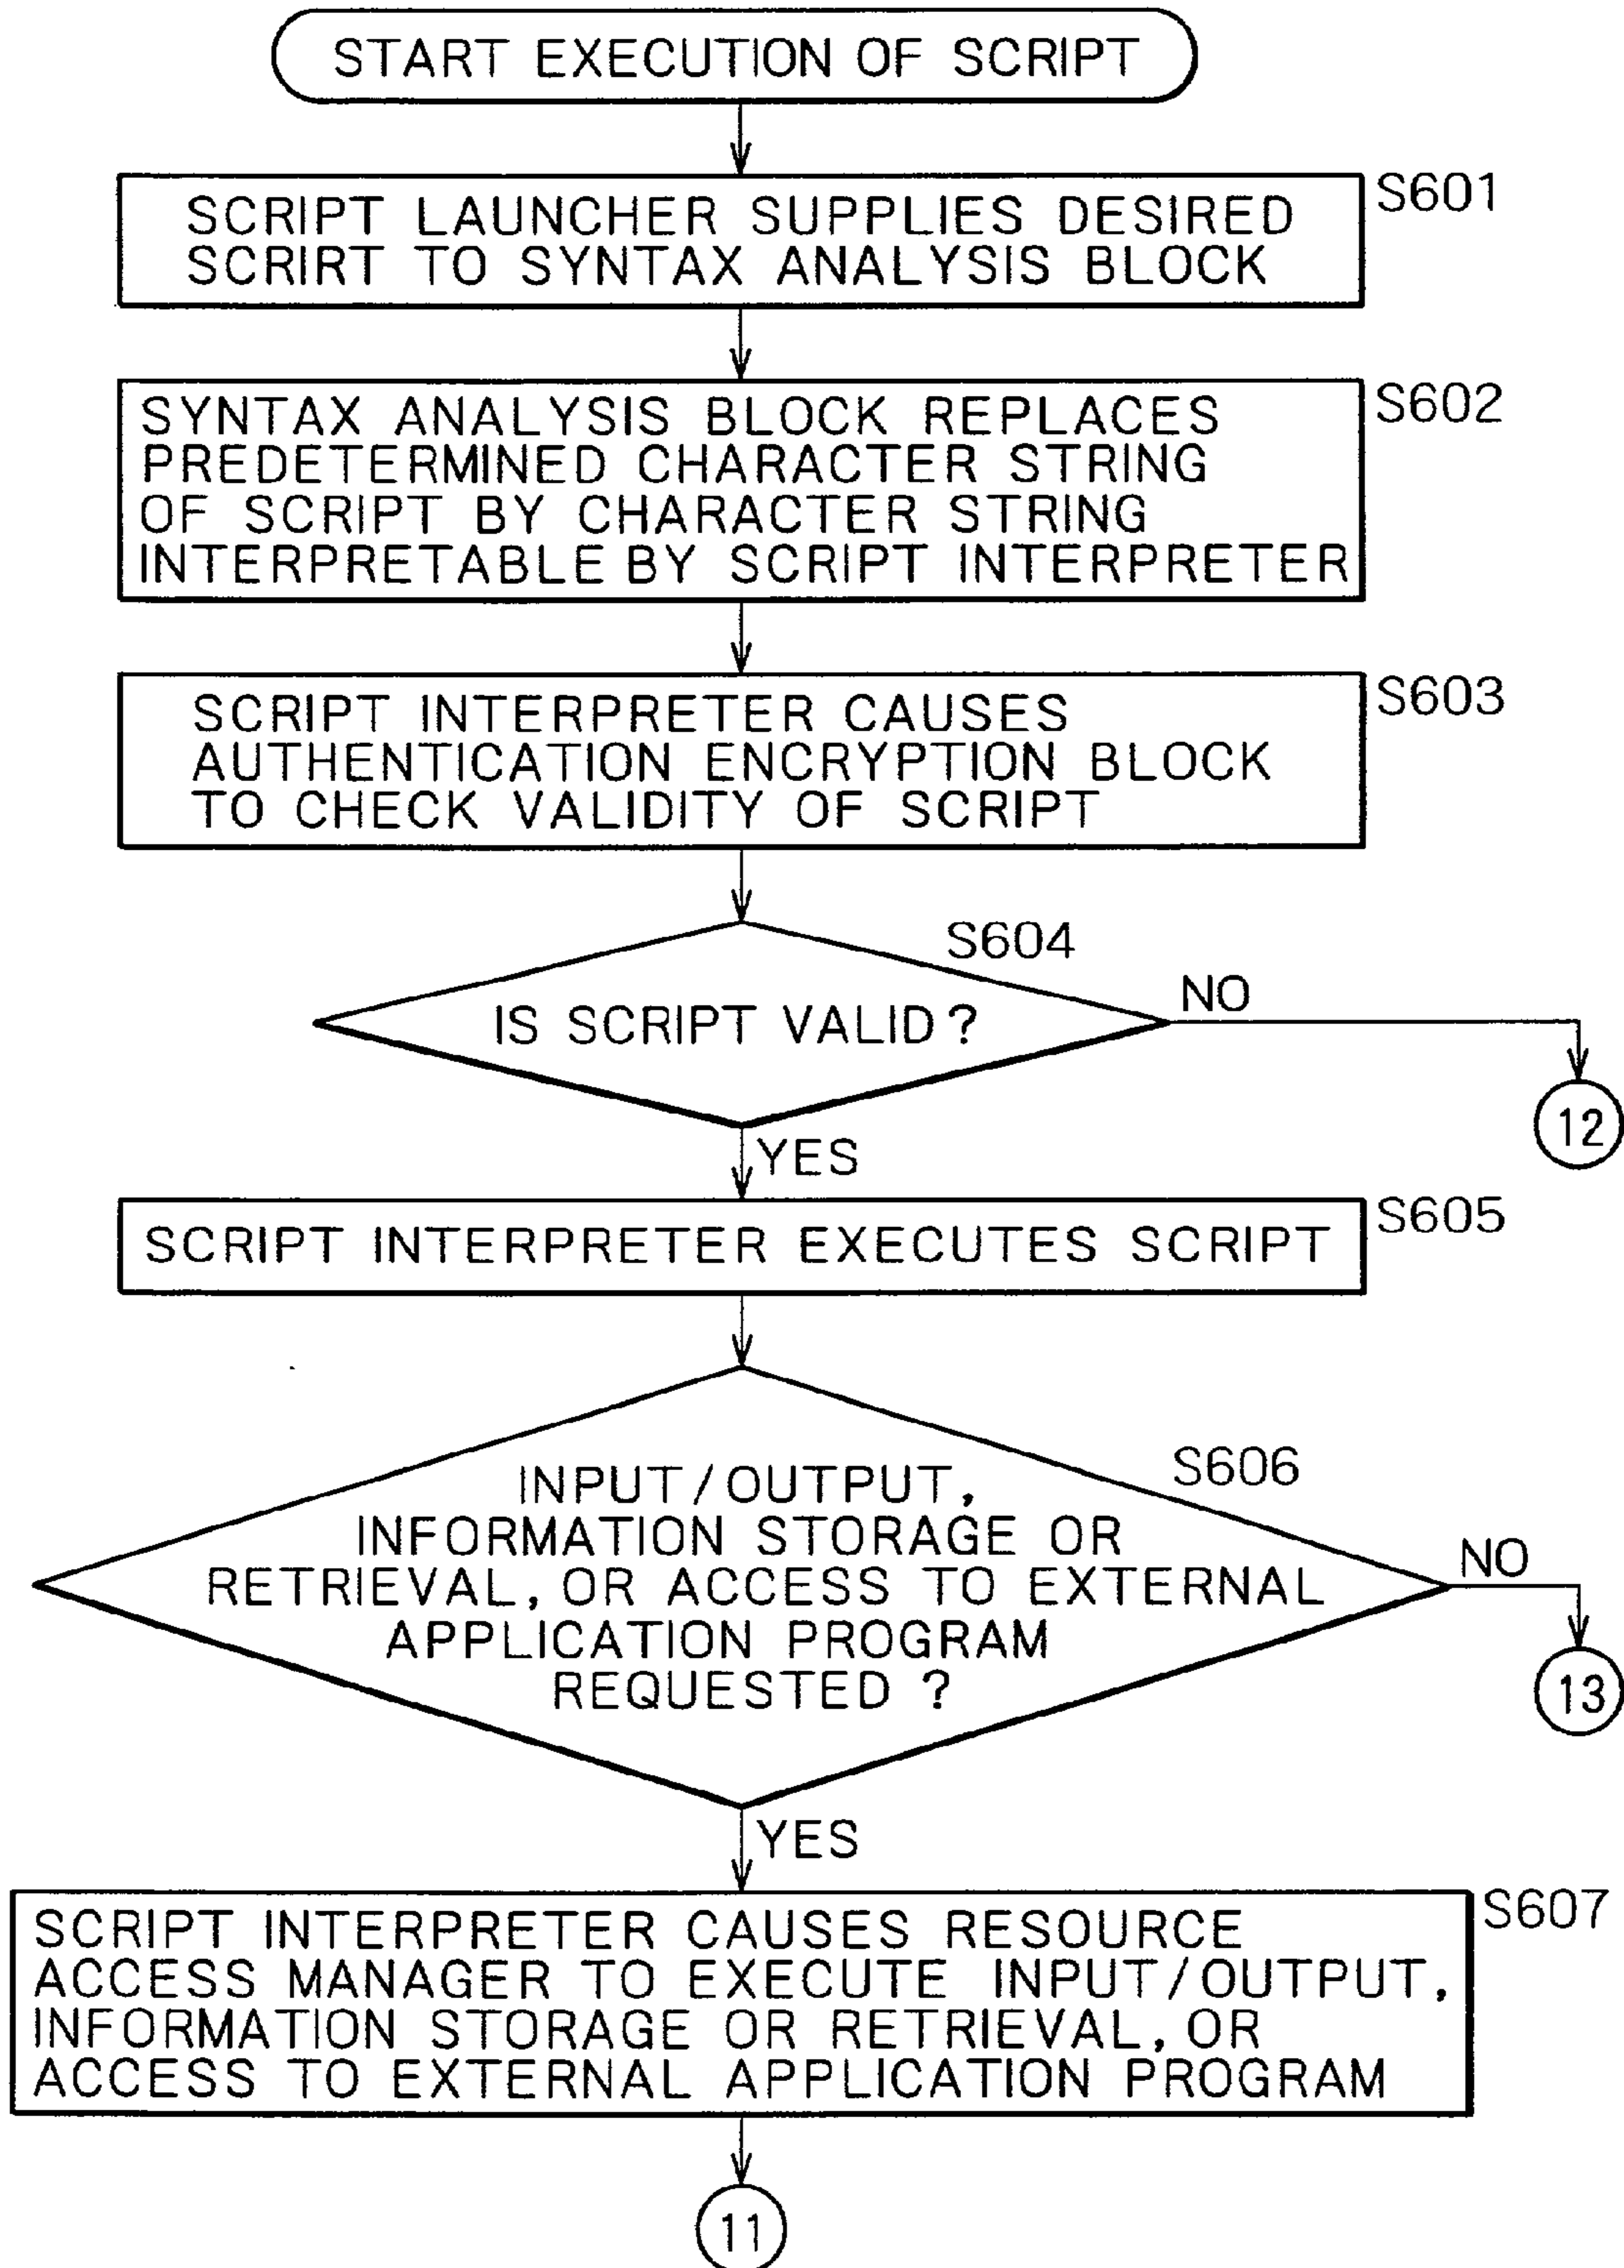 START EXECUTION OF SCRIPT
S601
SCRIPT LAUNCHER SUPPLIES DESIRED
SCRIRT TO SYNTAX ANALYSIS BLOCK
S602
SYNTAX ANALYSIS BLOCK REPLACES
PREDETERMINED CHARACTER STRING
OF SCRIPT BY CHARACTER STRING
INTERPRETABLE BY SCRIPT INTERPRETER
S603
SCRIPT INTERPRETER CAUSES
AUTHENTICATION ENCRYPTION BLOCK
TO CHECK VALIDITY OF SCRIPT
S604
IS SCRIPT VALID?
NO
12
YES
S605
SCRIPT INTERPRETER EXECUTES SCRIPT
S606
INPUT/OUTPUT,
INFORMATION STORAGE OR
RETRIEVAL, OR ACCESS TO EXTERNAL
APPLICATION PROGRAM
REQUESTED ?
NO
13
YES
S607
SCRIPT INTERPRETER CAUSES RESOURCE
ACCESS MANAGER TO EXECUTE INPUT/OUTPUT,
INFORMATION STORAGE OR RETRIEVAL, OR
ACCESS TO EXTERNAL APPLICATION PROGRAM
11